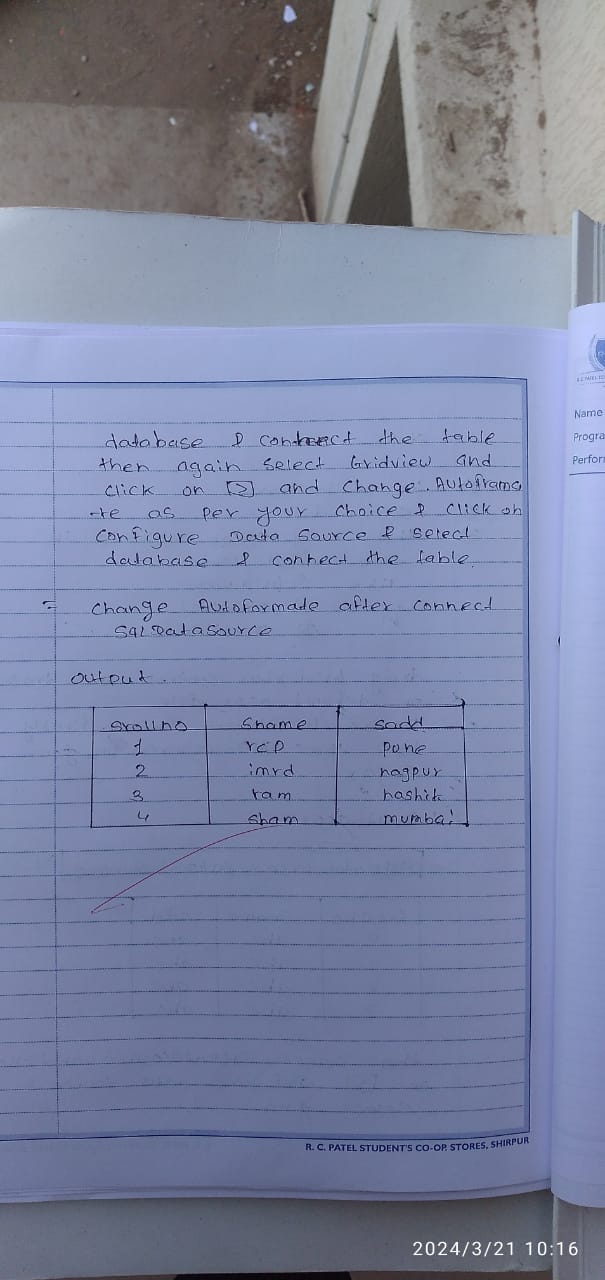 database & connect the table
then again select Gridview and
click on [>] and change Autoframa
-te as per your choice & click on
configure Data source & select
database & connect the table
= change Autoformade after connect
SqlDataSource
output.
srollno sname sadd
1 rcp pune
2 imrd nagpur
3 ram nashik
4 sham mumbai
R. C. PATEL STUDENT'S CO-OP. STORES, SHIRPUR
Name
Progra
Perfor
2024/3/21 10:16